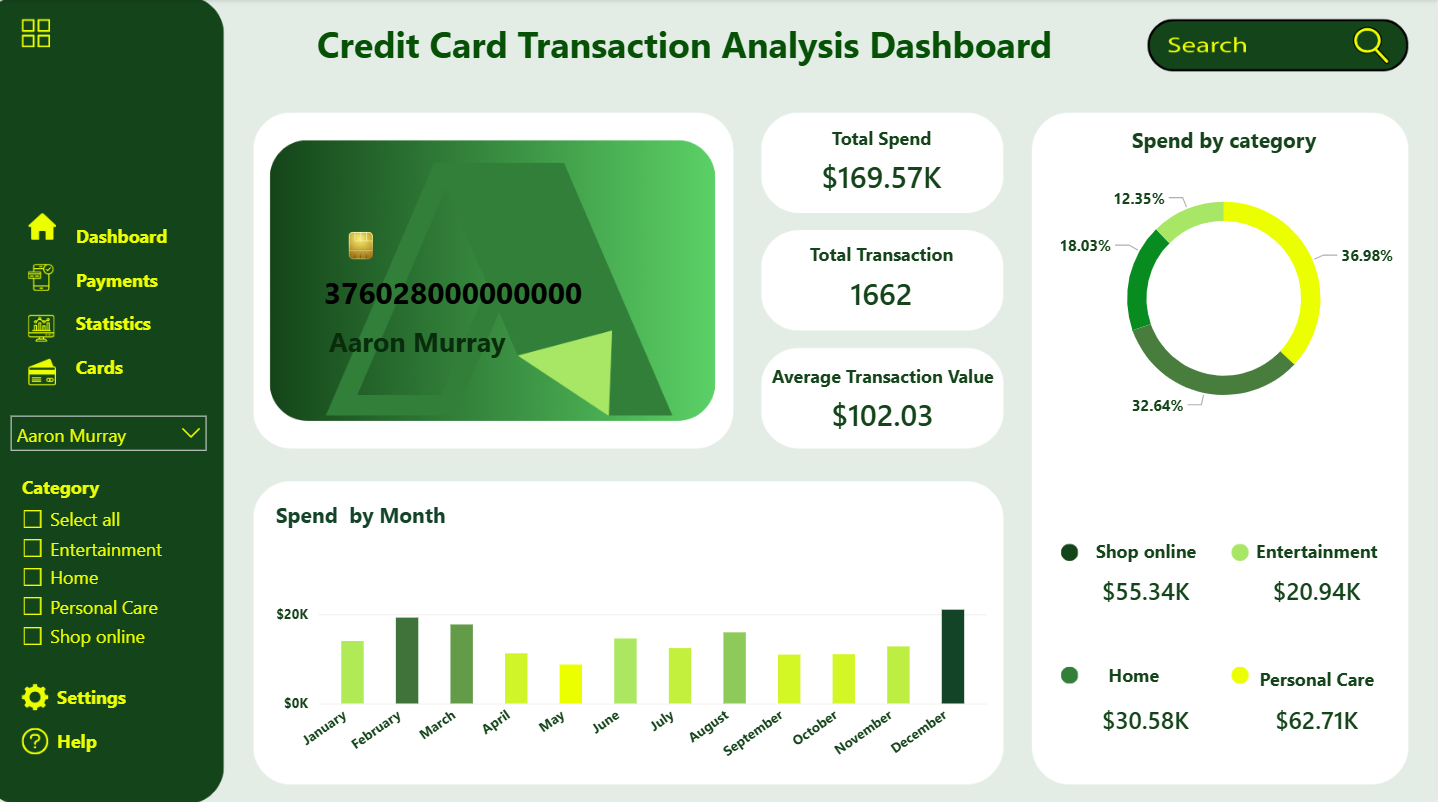 Credit Card Transaction Analysis Dashboard
Search
Dashboard
Payments
Statistics
Cards
Aaron Murray
Category
Select all
Entertainment
Home
Personal Care
Shop online
Settings
Help
376028000000000
Aaron Murray
Total Spend
$169.57K
Total Transaction
1662
Average Transaction Value
$102.03
Spend by category
12.35%
18.03%
36.98%
32.64%
Shop online
$55.34K
Entertainment
$20.94K
Home
$30.58K
Personal Care
$62.71K
Spend by Month
$20K
$0K
January
February
March
April
May
June
July
August
September
October
November
December